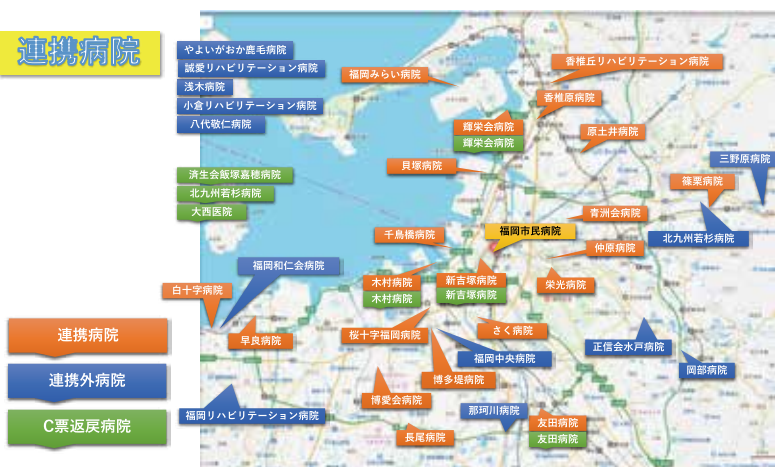 連携病院
やよいがおか鹿毛病院
誠愛リハビリテーション病院
浅木病院
小倉リハビリテーション病院
八代敬仁病院
済生会飯塚嘉穂病院
北九州若杉病院
大西医院
福岡みらい病院
香椎丘リハビリテーション病院
香椎原病院
輝栄会病院
輝栄会病院
原土井病院
貝塚病院
三野原病院
篠栗病院
青洲会病院
千鳥橋病院
福岡市民病院
北九州若杉病院
仲原病院
福岡和仁会病院
白十字病院
木村病院
木村病院
新吉塚病院
新吉塚病院
栄光病院
早良病院
桜十字福岡病院
さく病院
福岡中央病院
正信会水戸病院
岡部病院
博多堤病院
博愛会病院
福岡リハビリテーション病院
那珂川病院
長尾病院
友田病院
友田病院
連携病院
連携外病院
C票返戻病院